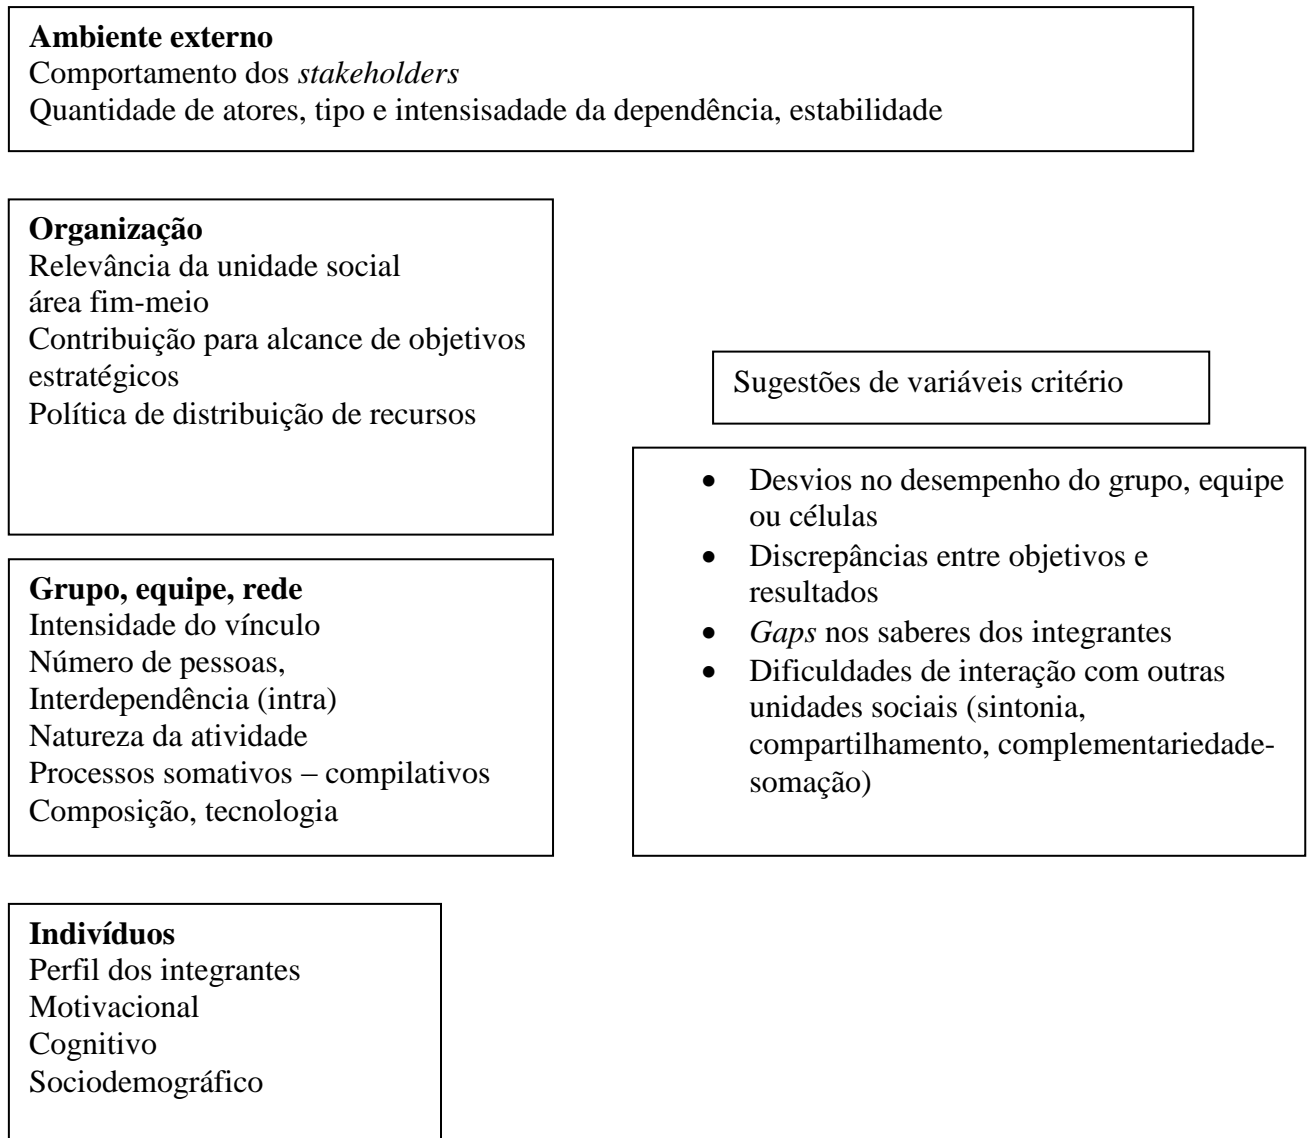 Ambiente externo
Comportamento dos stakeholders
Quantidade de atores, tipo e intensisadade da dependência, estabilidade
Organização
Relevância da unidade social
área fim-meio
Contribuição para alcance de objetivos
estratégicos
Política de distribuição de recursos
Sugestões de variáveis critério
• Desvios no desempenho do grupo, equipe
ou células
• Discrepâncias entre objetivos e
resultados
• Gaps nos saberes dos integrantes
• Dificuldades de interação com outras
unidades sociais (sintonia,
compartilhamento, complementariedade-
somação)
Grupo, equipe, rede
Intensidade do vínculo
Número de pessoas,
Interdependência (intra)
Natureza da atividade
Processos somativos – compilativos
Composição, tecnologia
Indivíduos
Perfil dos integrantes
Motivacional
Cognitivo
Sociodemográfico